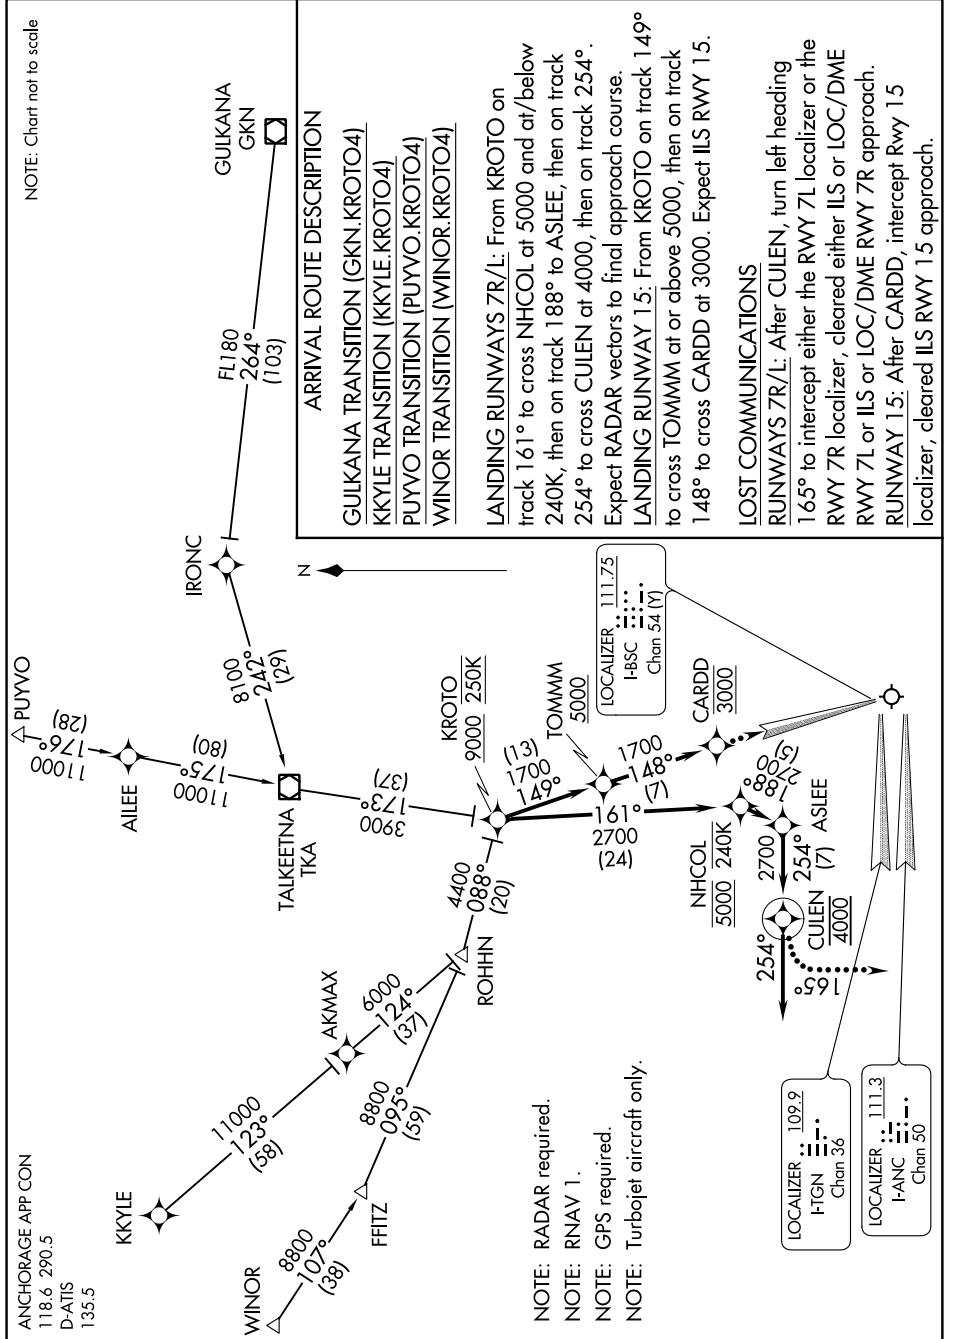 ANCHORAGE APP CON
118.6 290.5
D-ATIS
135.5
NOTE: Chart not to scale
PUYVO
11000
176°
(28)
AILEE
11000
175°
(80)
KKYLE
11000
123°
(58)
AKMAX
6000
124°
(37)
WINOR
8800
107°
(38)
FFITZ
8800
095°
(59)
ROHHN
4400
088°
(20)
TALKEETNA
TKA
3900
173°
(37)
IRONC
8100
242°
(29)
GULKANA
GKN
FL180
264°
(103)
N
KROTO
9000 250K
1700
149°
(13)
TOMMM
5000
1700
148°
(7)
CARDD
3000
161°
2700
(24)
NHCOL
5000 240K
2700
188°
(5)
ASLEE
2700
254°
(7)
CULEN
4000
254°
165°
LOCALIZER 111.75
I-BSC
Chan 54 (Y)
LOCALIZER 109.9
I-TGN
Chan 36
LOCALIZER 111.3
I-ANC
Chan 50
NOTE: RADAR required.
NOTE: RNAV 1.
NOTE: GPS required.
NOTE: Turbojet aircraft only.
ARRIVAL ROUTE DESCRIPTION
GULKANA TRANSITION (GKN.KROTO4)
KKYLE TRANSITION (KKYLE.KROTO4)
PUYVO TRANSITION (PUYVO.KROTO4)
WINOR TRANSITION (WINOR.KROTO4)
LANDING RUNWAYS 7R/L: From KROTO on
track 161° to cross NHCOL at 5000 and at/below
240K, then on track 188° to ASLEE, then on track
254° to cross CULEN at 4000, then on track 254°.
Expect RADAR vectors to final approach course.
LANDING RUNWAY 15: From KROTO on track 149°
to cross TOMMM at or above 5000, then on track
148° to cross CARDD at 3000. Expect ILS RWY 15.
LOST COMMUNICATIONS
RUNWAYS 7R/L: After CULEN, turn left heading
165° to intercept either the RWY 7L localizer or the
RWY 7R localizer, cleared either ILS or LOC/DME
RWY 7L or ILS or LOC/DME RWY 7R approach.
RUNWAY 15: After CARDD, intercept Rwy 15
localizer, cleared ILS RWY 15 approach.